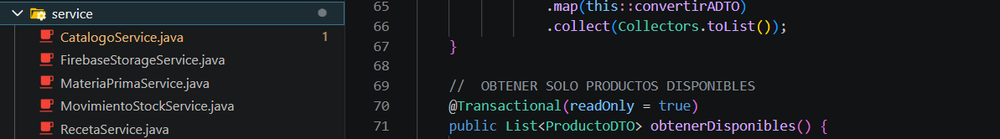 service
CatalogoService.java 1
FirebaseStorageService.java
MateriaPrimaService.java
MovimientoStockService.java
RecetaService.java
65 .map(this::convertirADTO)
66 .collect(Collectors.toList());
67 }
68
69 // OBTENER SOLO PRODUCTOS DISPONIBLES
70 @Transactional(readOnly = true)
71 public List<ProductoDTO> obtenerDisponibles() {